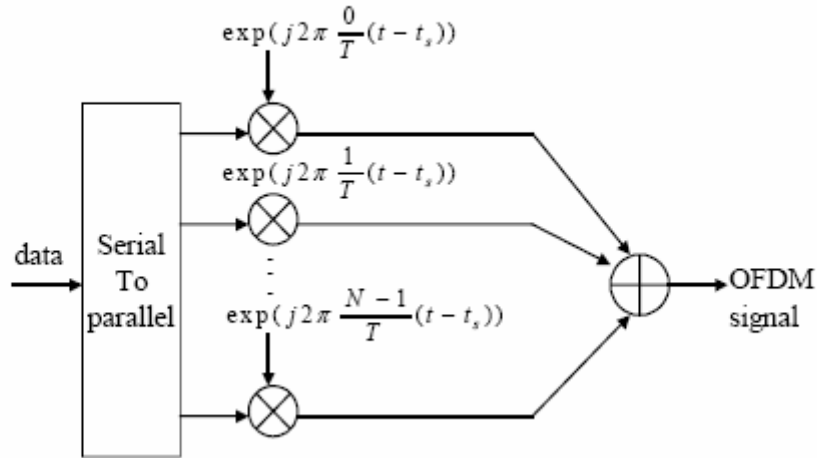 exp(j2π 0/T (t − t_s))
exp(j2π 1/T (t − t_s))
data
Serial
To
parallel
exp(j2π N − 1/T (t − t_s))
OFDM
signal